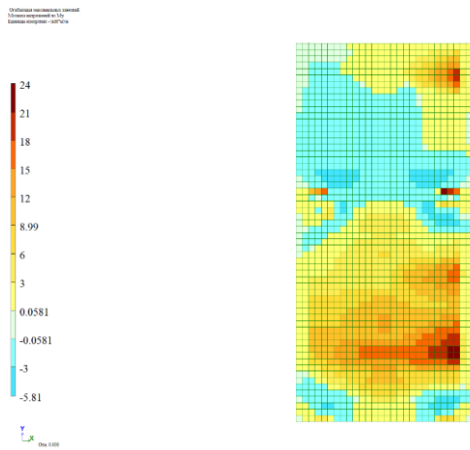 Огибающая максимальных значений
Мозаика напряжений по My
Единицы измерения - (кН*м)/м
24
21
18
15
12
8.99
6
3
0.0581
-0.0581
-3
-5.81
Y
X
Отм. 0.000